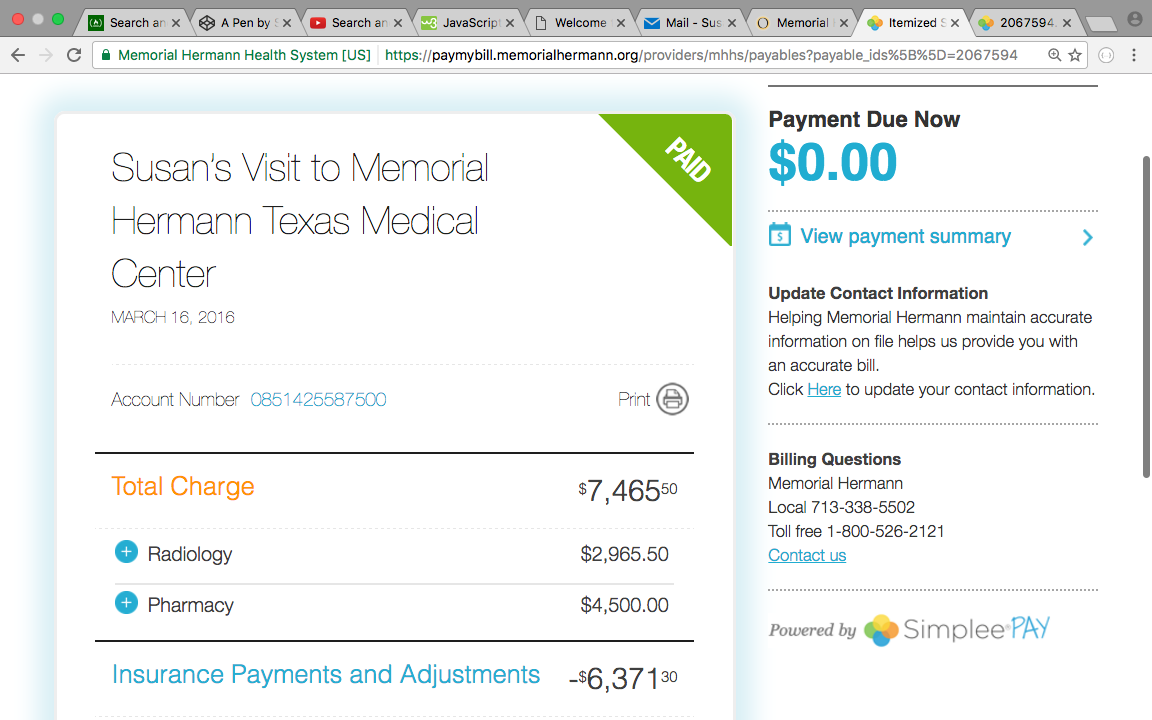 Search an
A Pen by S
Search an
JavaScript
Welcome
Mail - Sus
Memorial
Itemized S
2067594
Memorial Hermann Health System [US] https://paymybill.memorialhermann.org/providers/mhhs/payables?payable_ids%5B%5D=2067594
Susan's Visit to Memorial
Hermann Texas Medical
Center
MARCH 16, 2016
PAID
Account Number 0851425587500
Print
Total Charge $7,465.50
Radiology $2,965.50
Pharmacy $4,500.00
Insurance Payments and Adjustments -$6,371.30
Payment Due Now
$0.00
View payment summary
Update Contact Information
Helping Memorial Hermann maintain accurate
information on file helps us provide you with
an accurate bill.
Click Here to update your contact information.
Billing Questions
Memorial Hermann
Local 713-338-5502
Toll free 1-800-526-2121
Contact us
Powered by Simplee® PAY